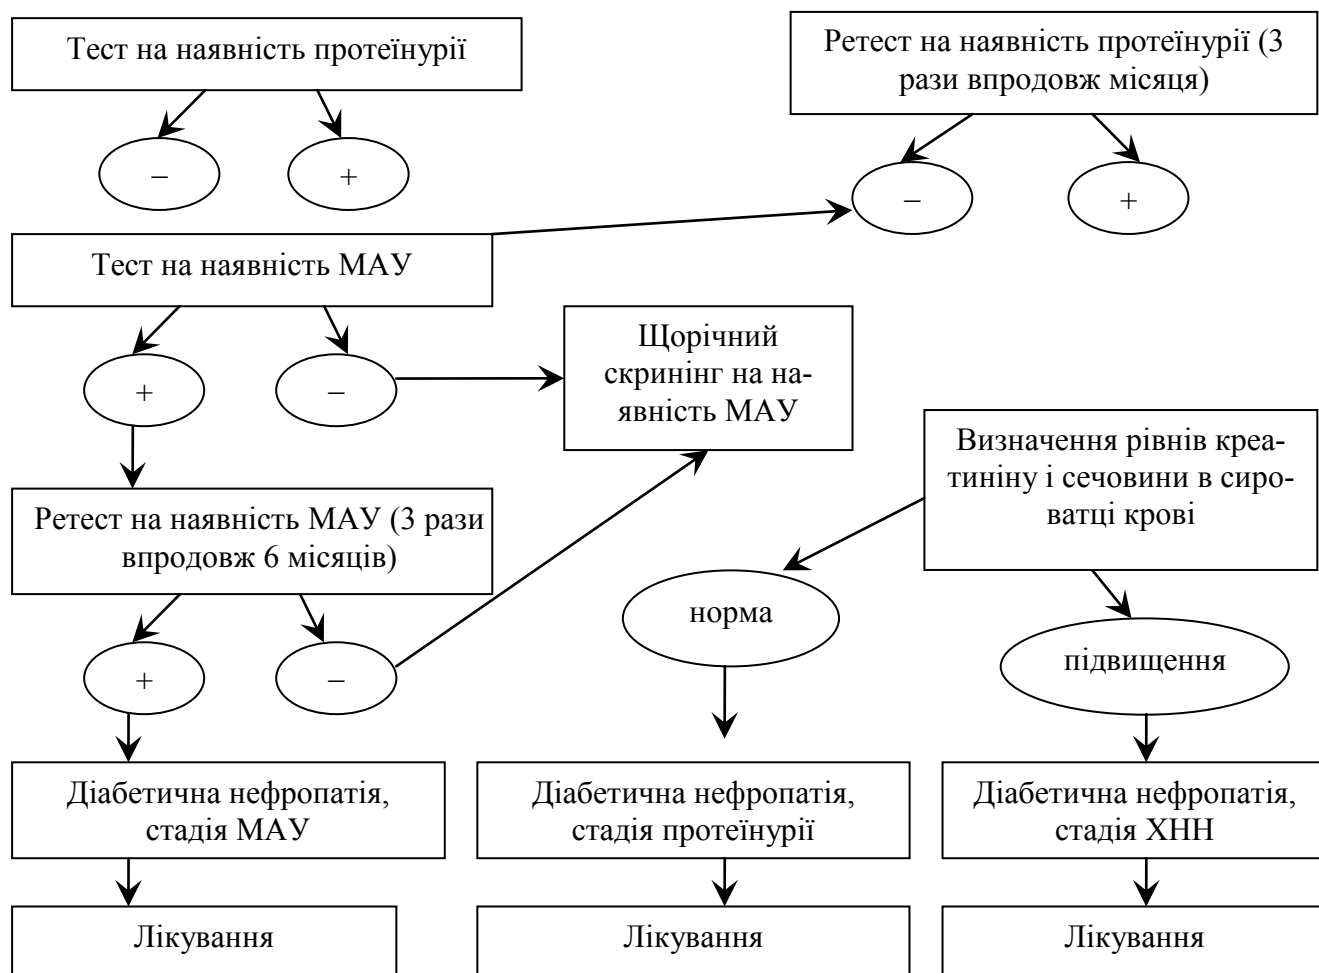 Тест на наявність протеїнурії
Ретест на наявність протеїнурії (3
рази впродовж місяця)
–
+
–
+
Тест на наявність МАУ
+
–
Щорічний
скринінг на на-
явність МАУ
Визначення рівнів креа-
тиніну і сечовини в сиро-
ватці крові
Ретест на наявність МАУ (3 рази
впродовж 6 місяців)
норма
підвищення
+
–
Діабетична нефропатія,
стадія МАУ
Діабетична нефропатія,
стадія протеїнурії
Діабетична нефропатія,
стадія ХНН
Лікування
Лікування
Лікування